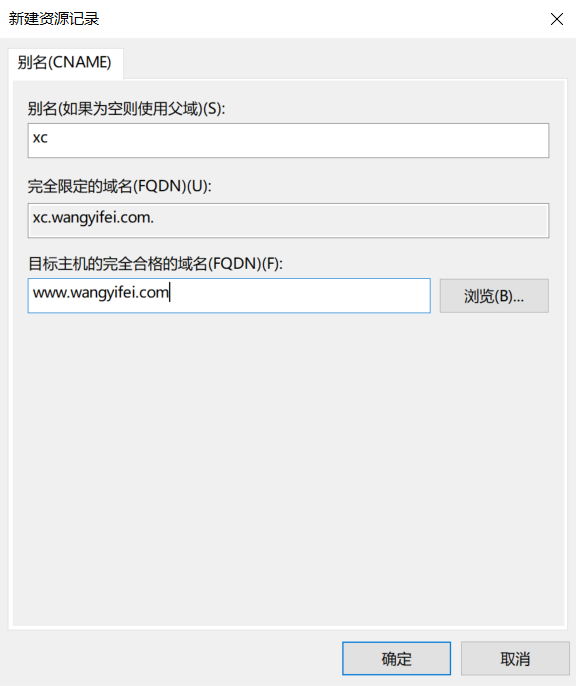 新建资源记录
别名(CNAME)
别名(如果为空则使用父域)(S):
xc
完全限定的域名(FQDN)(U):
xc.wangyifei.com.
目标主机的完全合格的域名(FQDN)(F):
www.wangyifei.com
浏览(B)...
确定
取消